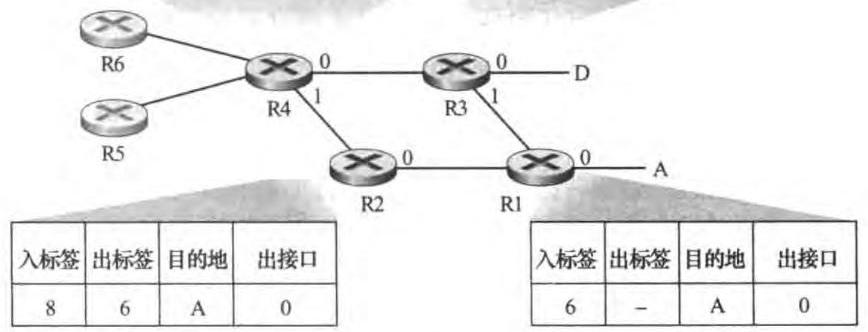 R6
R5
R4
0
1
R3
0
1
D
R2
0
R1
0
A
入标签 出标签 目的地 出接口
8 6 A 0
入标签 出标签 目的地 出接口
6 – A 0